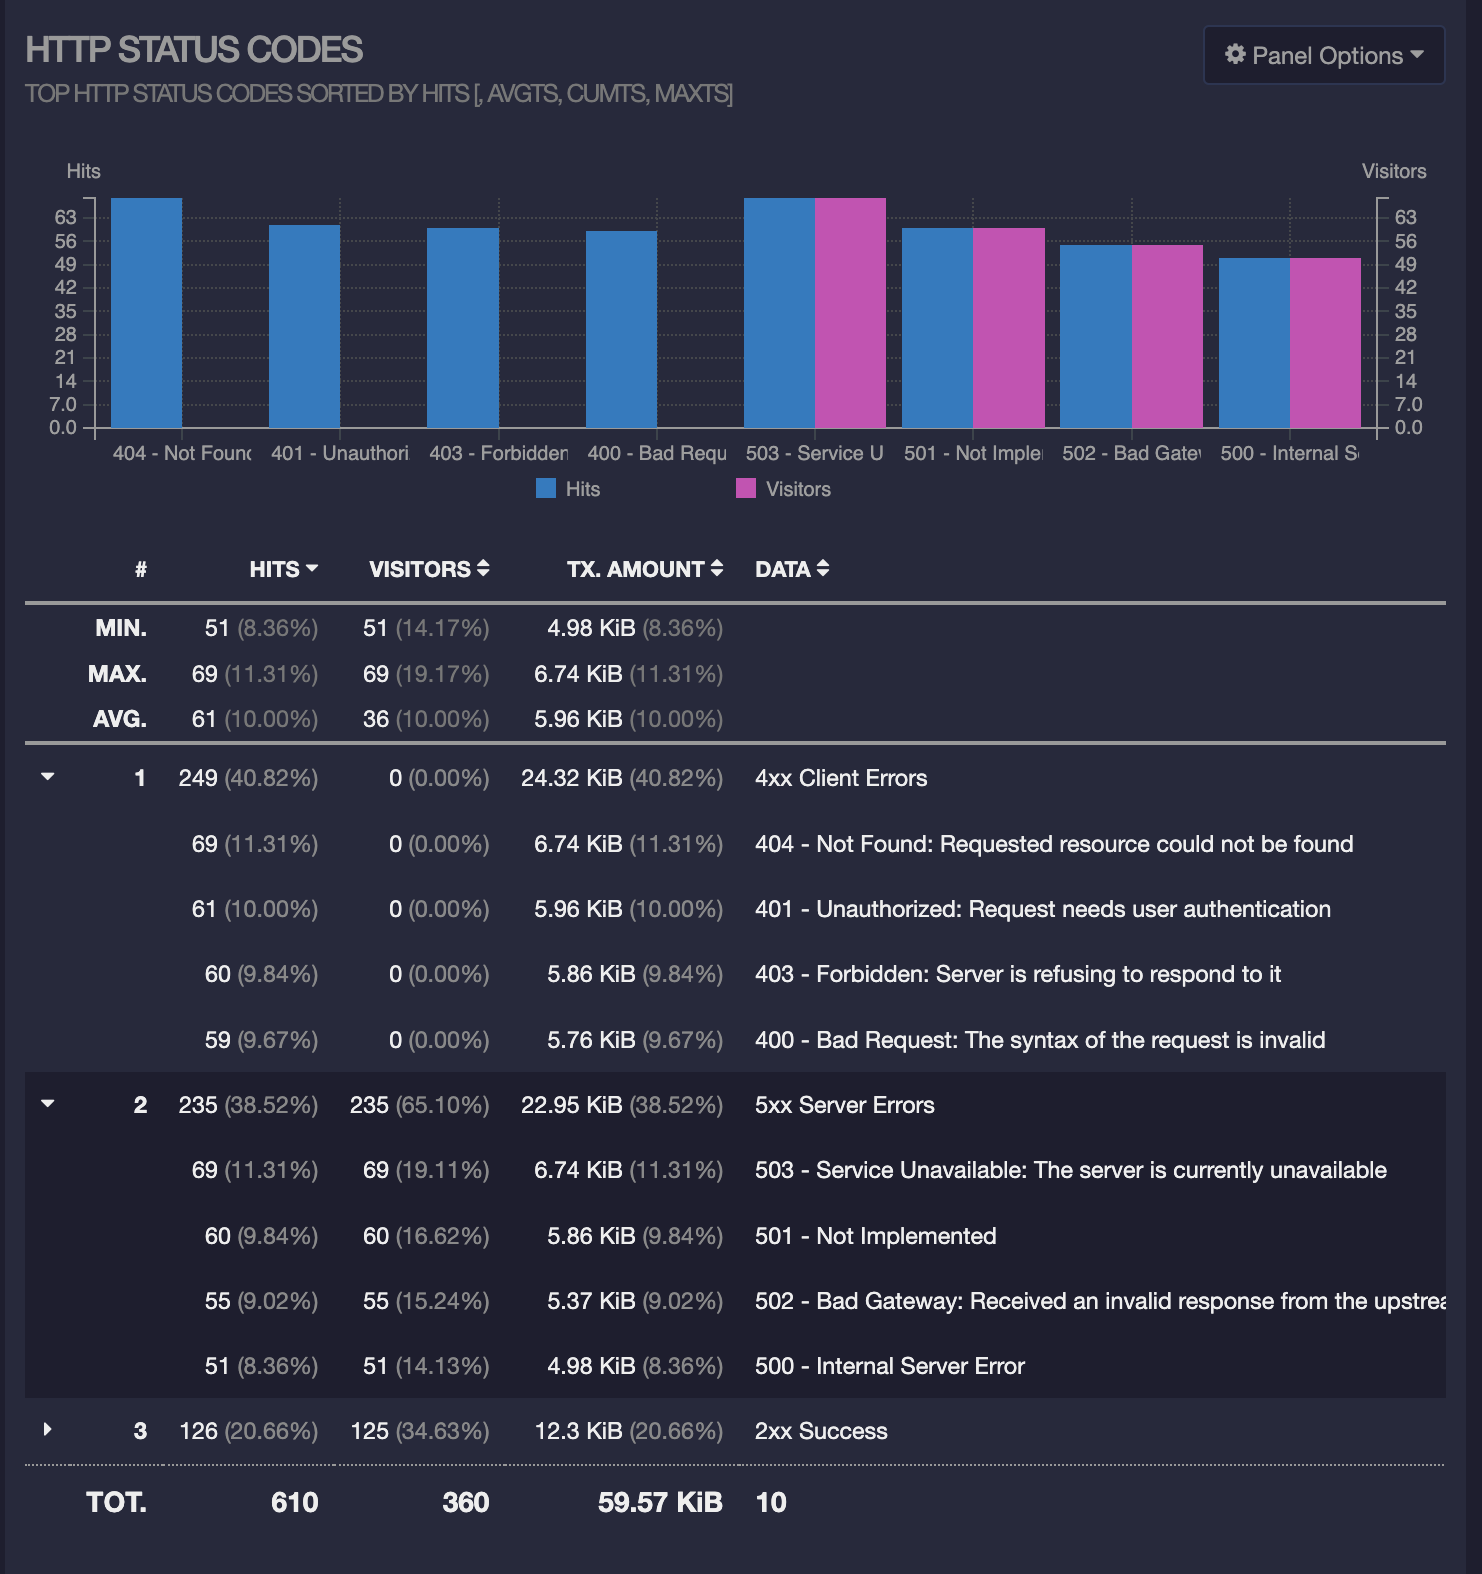 HTTP STATUS CODES
Panel Options
TOP HTTP STATUS CODES SORTED BY HITS [, AVGTS, CUMTS, MAXTS]
Hits Visitors
63 63
56 56
49 49
42 42
35 35
28 28
21 21
14 14
7.0 7.0
0.0 0.0
404 - Not Found 401 - Unauthori 403 - Forbidden 400 - Bad Requ 503 - Service U 501 - Not Imple 502 - Bad Gate 500 - Internal S
Hits Visitors
# HITS VISITORS TX. AMOUNT DATA
MIN. 51 (8.36%) 51 (14.17%) 4.98 KiB (8.36%)
MAX. 69 (11.31%) 69 (19.17%) 6.74 KiB (11.31%)
AVG. 61 (10.00%) 36 (10.00%) 5.96 KiB (10.00%)
1 249 (40.82%) 0 (0.00%) 24.32 KiB (40.82%) 4xx Client Errors
69 (11.31%) 0 (0.00%) 6.74 KiB (11.31%) 404 - Not Found: Requested resource could not be found
61 (10.00%) 0 (0.00%) 5.96 KiB (10.00%) 401 - Unauthorized: Request needs user authentication
60 (9.84%) 0 (0.00%) 5.86 KiB (9.84%) 403 - Forbidden: Server is refusing to respond to it
59 (9.67%) 0 (0.00%) 5.76 KiB (9.67%) 400 - Bad Request: The syntax of the request is invalid
2 235 (38.52%) 235 (65.10%) 22.95 KiB (38.52%) 5xx Server Errors
69 (11.31%) 69 (19.11%) 6.74 KiB (11.31%) 503 - Service Unavailable: The server is currently unavailable
60 (9.84%) 60 (16.62%) 5.86 KiB (9.84%) 501 - Not Implemented
55 (9.02%) 55 (15.24%) 5.37 KiB (9.02%) 502 - Bad Gateway: Received an invalid response from the upstrea
51 (8.36%) 51 (14.13%) 4.98 KiB (8.36%) 500 - Internal Server Error
3 126 (20.66%) 125 (34.63%) 12.3 KiB (20.66%) 2xx Success
TOT. 610 360 59.57 KiB 10